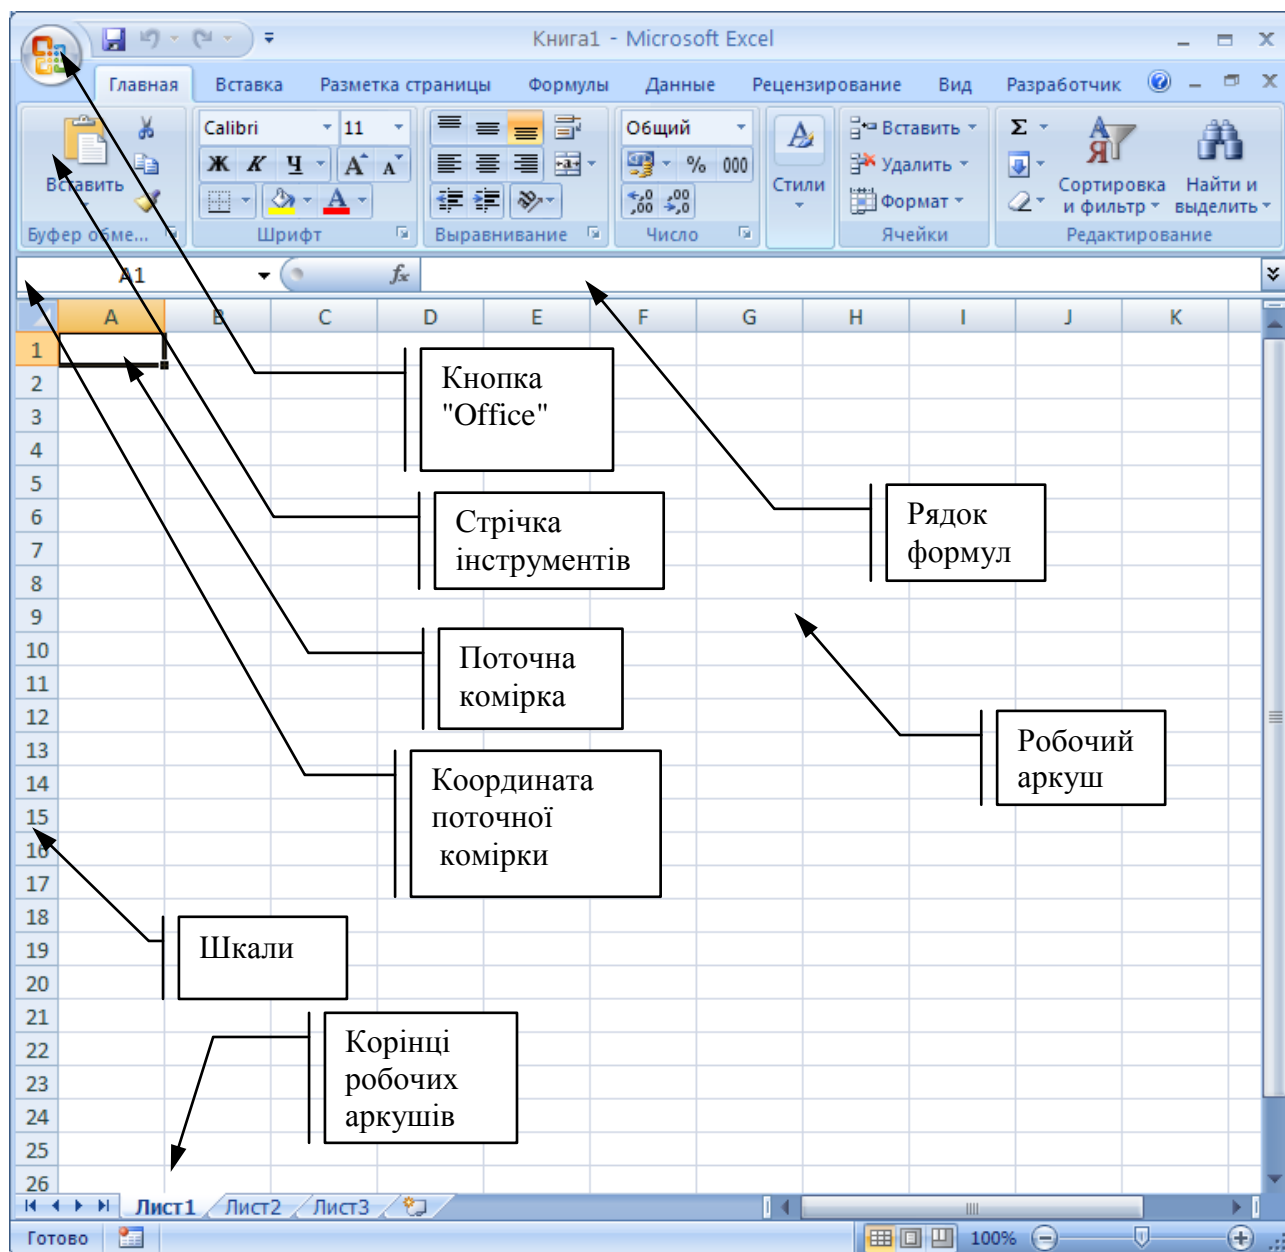 Книга1 - Microsoft Excel
Главная Вставка Разметка страницы Формулы Данные Рецензирование Вид Разработчик
Calibri 11 Общий Вставить Σ
Ж К Ч А А % 000 Удалить
Вставить Стили Формат Сортировка и фильтр Найти и выделить
Буфер обме... Шрифт Выравнивание Число Ячейки Редактирование
A1 fx
A B C D E F G H I J K
1
2
3
4
5
6
7
8
9
10
11
12
13
14
15
16
17
18
19
20
21
22
23
24
25
26
Кнопка
"Office"
Стрічка
інструментів
Рядок
формул
Поточна
комірка
Робочий
аркуш
Координата
поточної
комірки
Шкали
Корінці
робочих
аркушів
Лист1 Лист2 Лист3
Готово 100%